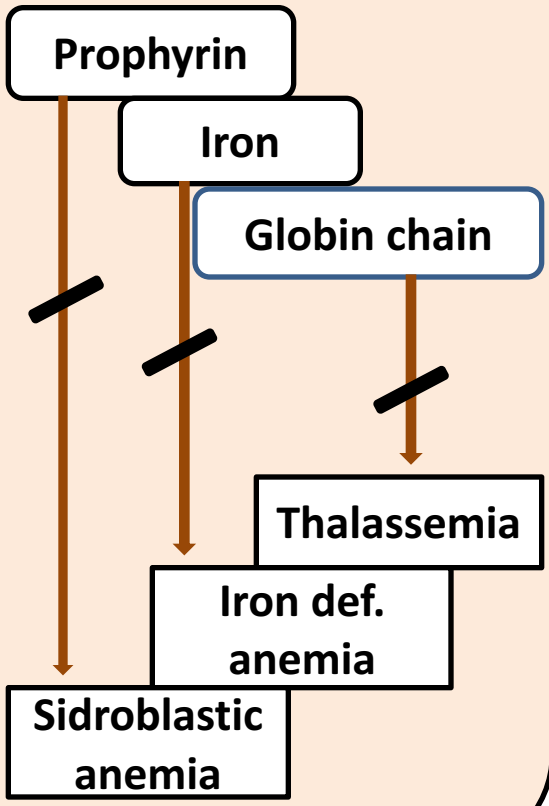 Prophyrin
Iron
Globin chain
Thalassemia
Iron def.
anemia
Sidroblastic
anemia